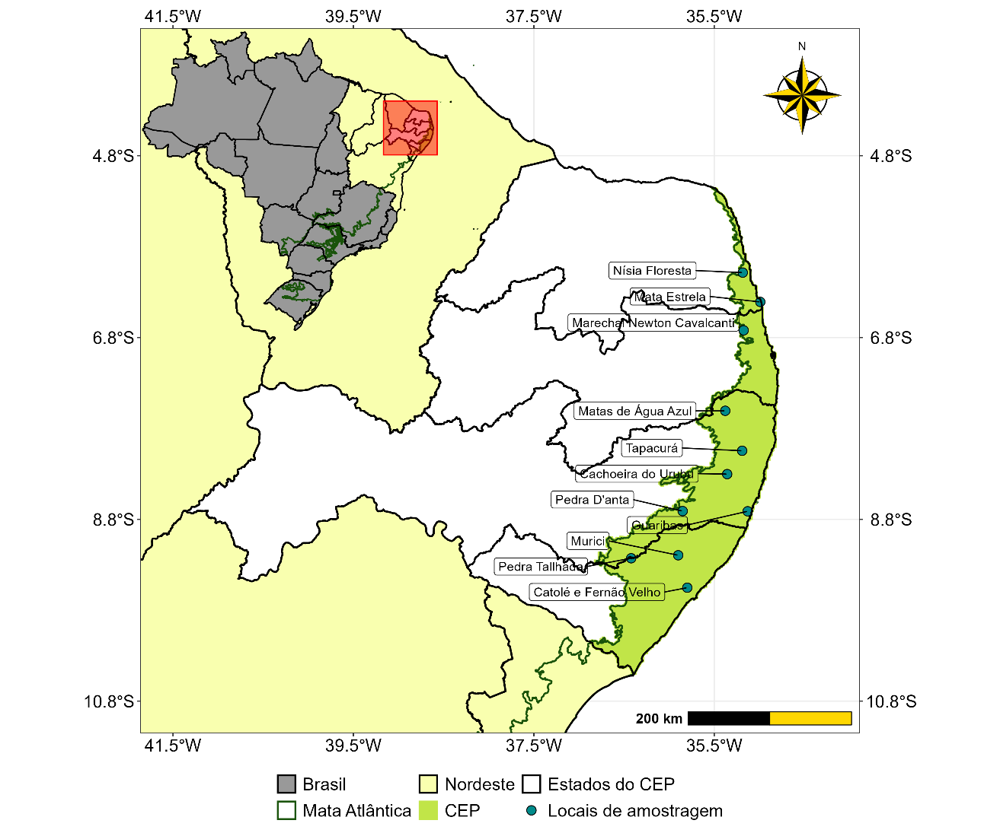 41.5°W 39.5°W 37.5°W 35.5°W
N
4.8°S 4.8°S
Nísia Floresta
Mata Estrela
Marechal Newton Cavalcanti
6.8°S 6.8°S
Matas de Água Azul
Tapacurá
Cachoeira do Urubu
Pedra D'anta
8.8°S 8.8°S
Guaribas
Murici
Pedra Talhada
Catolé e Fernão Velho
10.8°S 10.8°S
200 km
41.5°W 39.5°W 37.5°W 35.5°W
Brasil Nordeste Estados do CEP
Mata Atlântica CEP Locais de amostragem